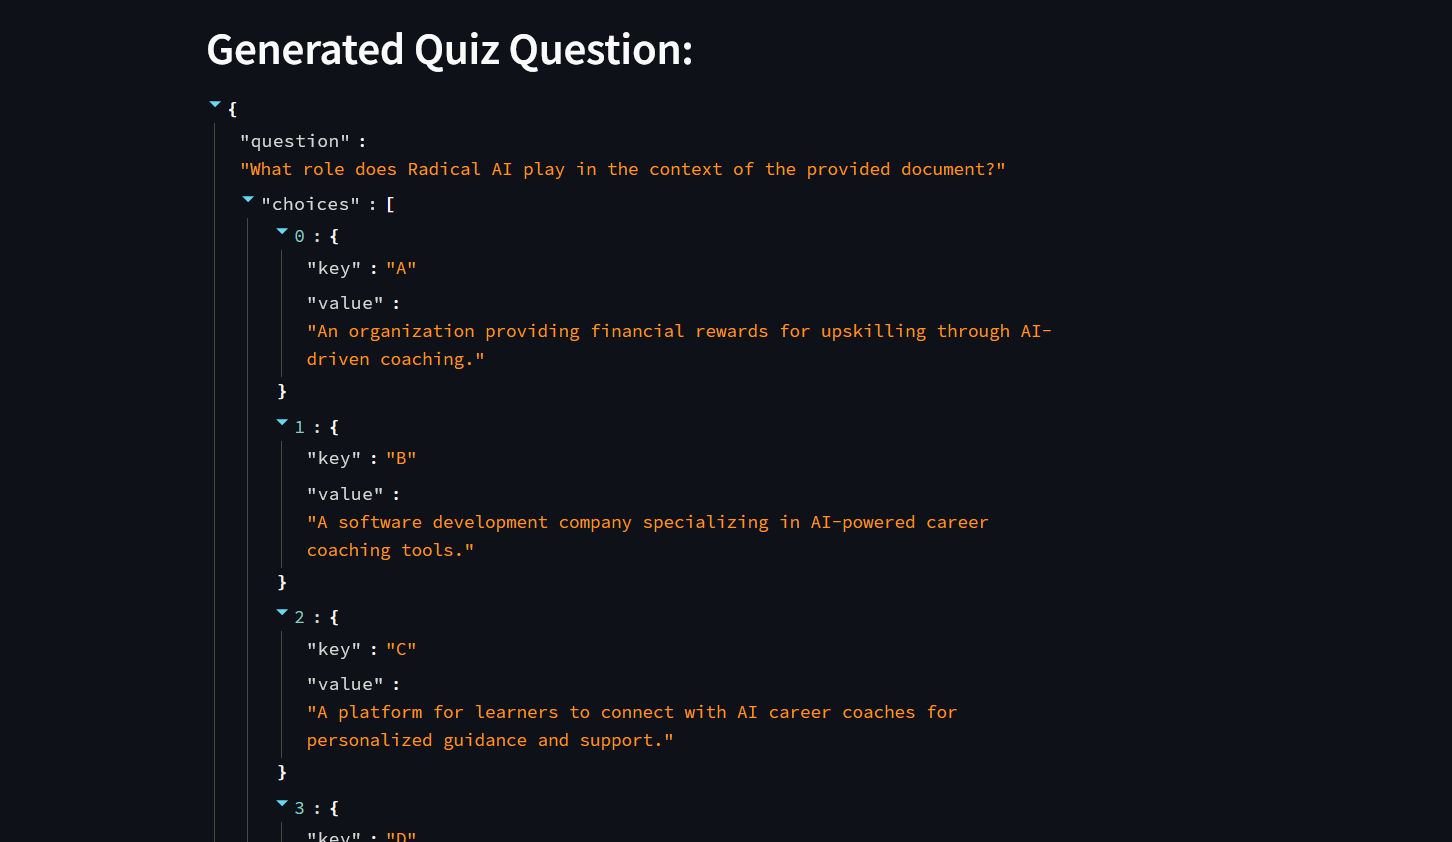 Generated Quiz Question:
{
"question" :
"What role does Radical AI play in the context of the provided document?"
"choices" : [
0 : {
"key" : "A"
"value" :
"An organization providing financial rewards for upskilling through AI-
driven coaching."
}
1 : {
"key" : "B"
"value" :
"A software development company specializing in AI-powered career
coaching tools."
}
2 : {
"key" : "C"
"value" :
"A platform for learners to connect with AI career coaches for
personalized guidance and support."
}
3 : {
"key" : "D"